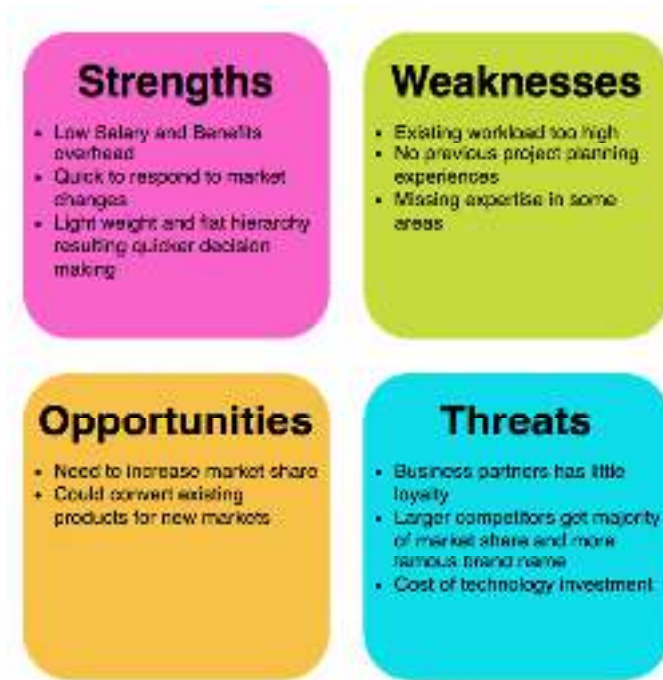 Strengths
• Low Salary and Benefits
overhead
• Quick to respond to market
changes
• Light weight and flat hierarchy
resulting quicker decision
making
Weaknesses
• Existing workload too high
• No previous project planning
experiences
• Missing expertise in some
areas
Opportunities
• Need to increase market share
• Could convert existing
products for new markets
Threats
• Business partners has little
loyalty
• Larger competitors get majority
of market share and more
famous brand name
• Cost of technology investment